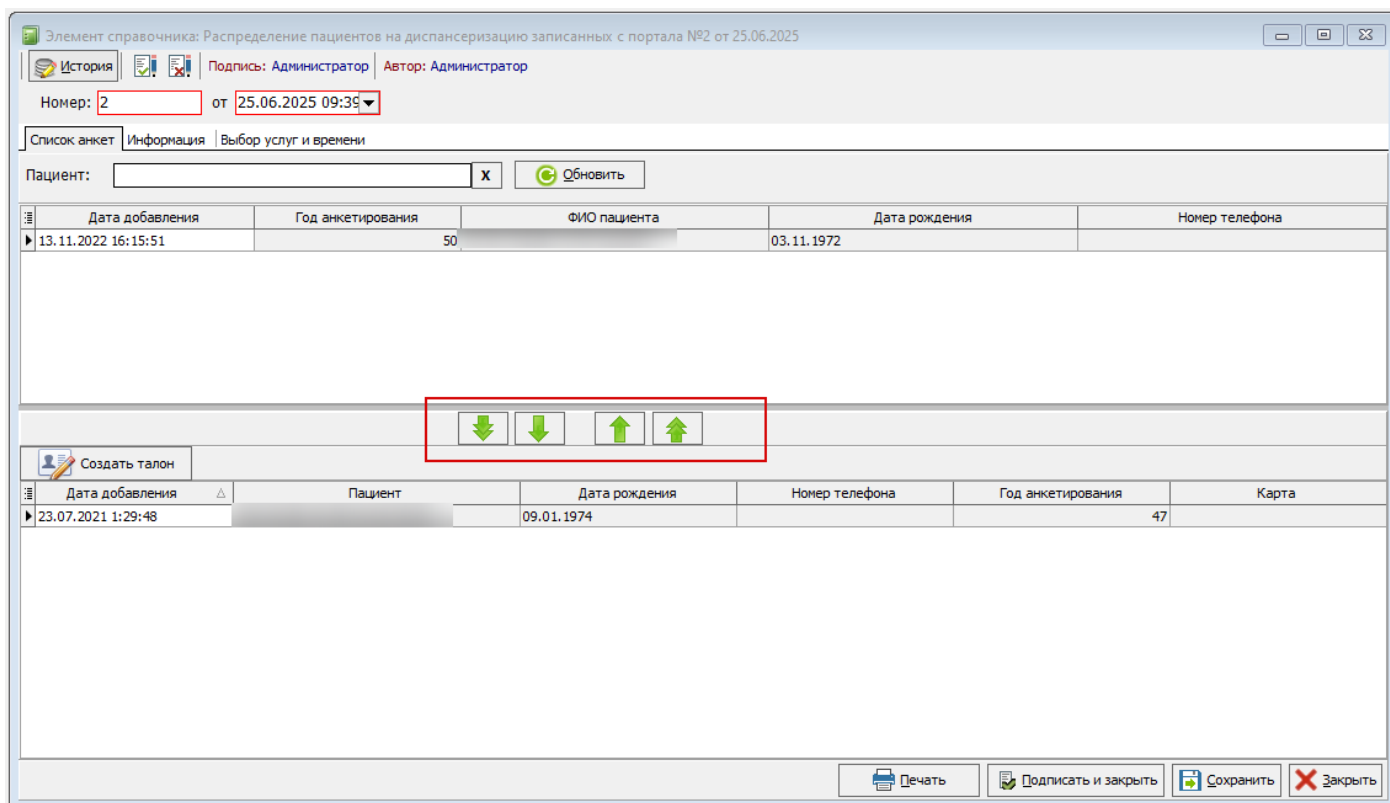 Элемент справочника: Распределение пациентов на диспансеризацию записанных с портала №2 от 25.06.2025
История Подпись: Администратор Автор: Администратор
Номер: 2 от 25.06.2025 09:39
Список анкет Информация Выбор услуг и времени
Пациент: X Обновить
Дата добавления Год анкетирования ФИО пациента Дата рождения Номер телефона
13.11.2022 16:15:51 50 03.11.1972
Создать талон
Дата добавления Пациент Дата рождения Номер телефона Год анкетирования Карта
23.07.2021 1:29:48 09.01.1974 47
Печать Подписать и закрыть Сохранить Закрыть